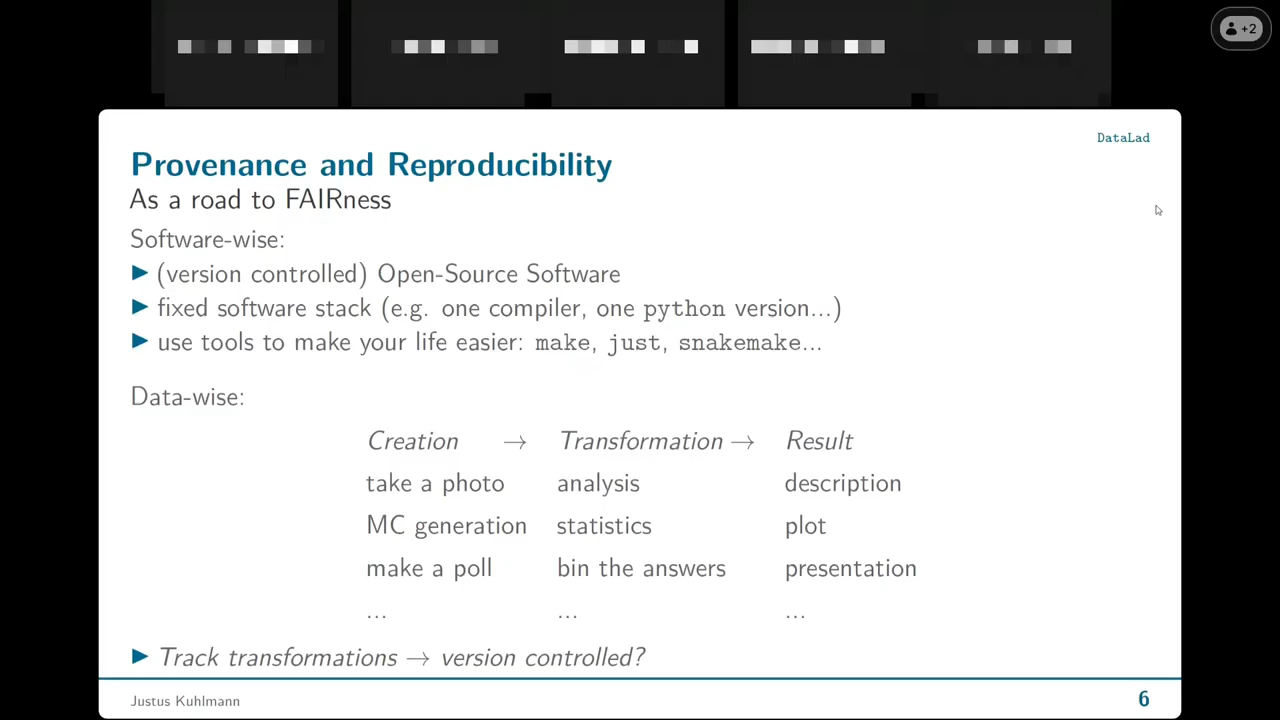 +2
DataLad
Provenance and Reproducibility
As a road to FAIRness
Software-wise:
▶ (version controlled) Open-Source Software
▶ fixed software stack (e.g. one compiler, one python version...)
▶ use tools to make your life easier: make, just, snakemake...
Data-wise:
Creation → Transformation → Result
take a photo analysis description
MC generation statistics plot
make a poll bin the answers presentation
... ... ...
▶ Track transformations → version controlled?
Justus Kuhlmann 6